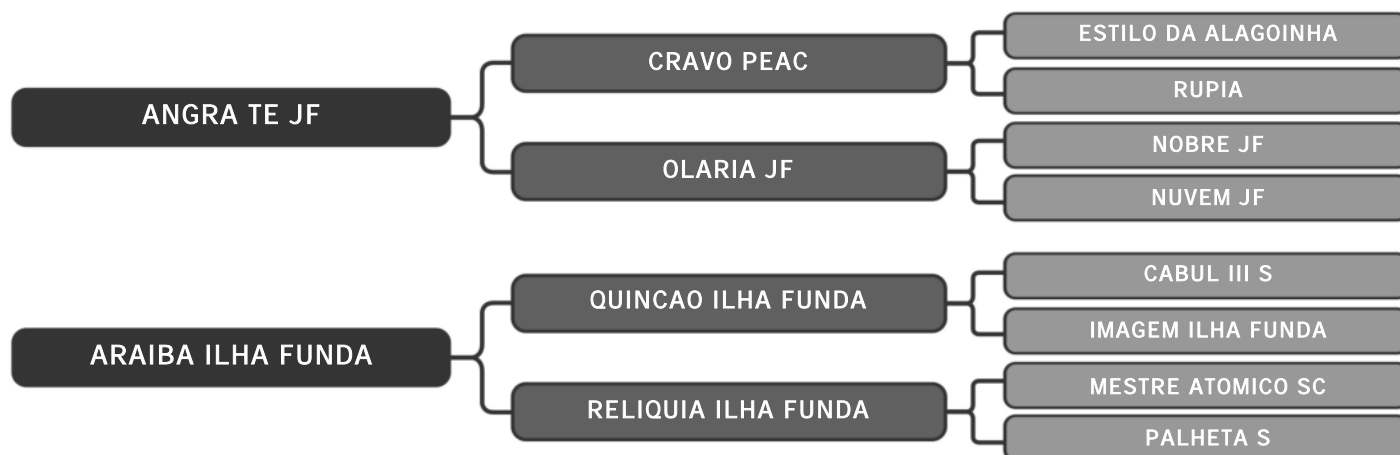 ANGRA TE JF
CRAVO PEAC
ESTILO DA ALAGOINHA
RUPIA
OLARIA JF
NOBRE JF
NUVEM JF
ARAIBA ILHA FUNDA
QUINCAO ILHA FUNDA
CABUL III S
IMAGEM ILHA FUNDA
RELIQUIA ILHA FUNDA
MESTRE ATOMICO SC
PALHETA S